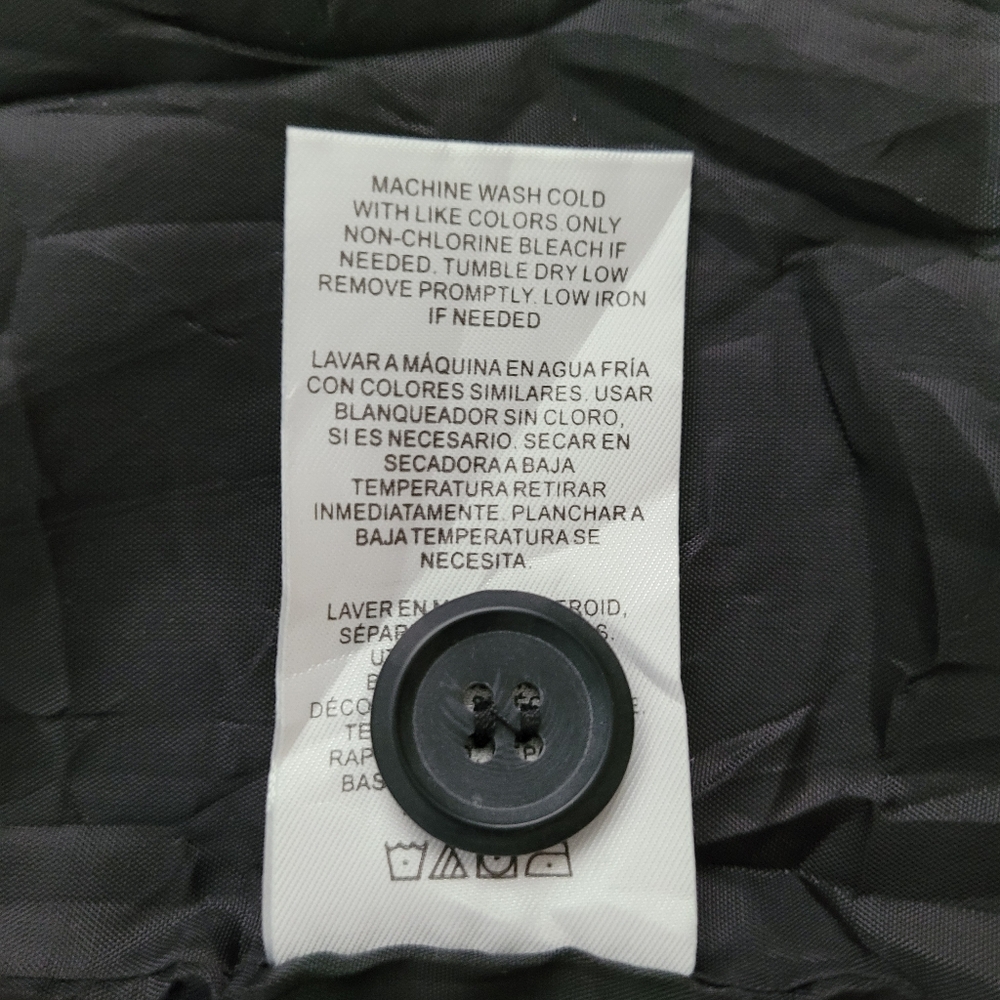 MACHINE WASH COLD
WITH LIKE COLORS.ONLY
NON-CHLORINE BLEACH IF
NEEDED. TUMBLE DRY LOW
REMOVE PROMPTLY. LOW IRON
IF NEEDED
LAVAR A MÁQUINA EN AGUA FRÍA
CON COLORES SIMILARES. USAR
BLANQUEADOR SIN CLORO,
SI ES NECESARIO. SECAR EN
SECADORA A BAJA
TEMPERATURA RETIRAR
INMEDIATAMENTE. PLANCHAR A
BAJA TEMPERATURA SE
NECESITA.
LAVER EN